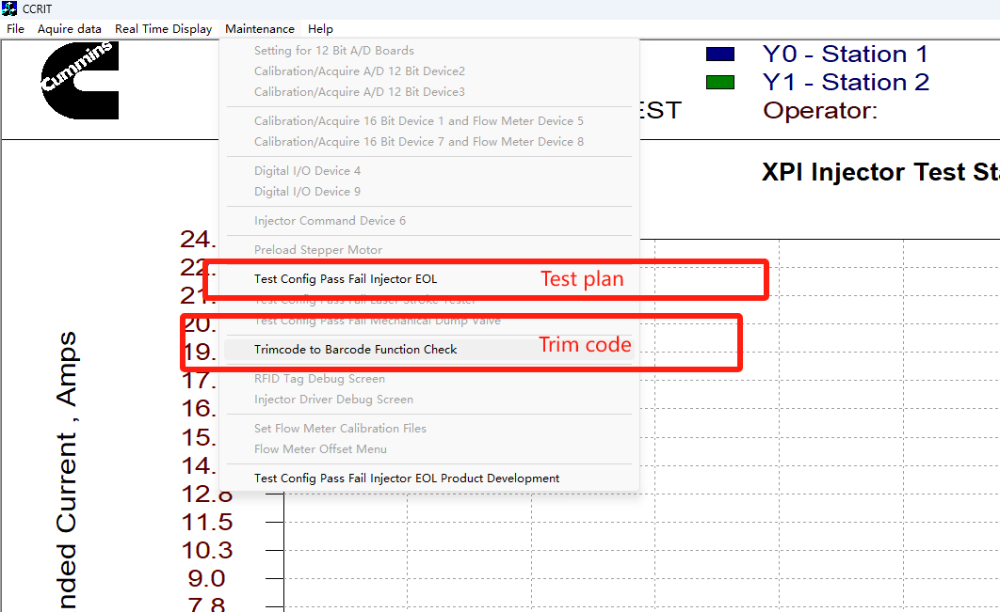 CCRIT
File Aquire data Real Time Display Maintenance Help
Cummins
Setting for 12 Bit A/D Boards
Calibration/Acquire A/D 12 Bit Device2
Calibration/Acquire A/D 12 Bit Device3
Calibration/Acquire 16 Bit Device 1 and Flow Meter Device 5
Calibration/Acquire 16 Bit Device 7 and Flow Meter Device 8
Digital I/O Device 4
Digital I/O Device 9
Injector Command Device 6
Preload Stepper Motor
Test Config Pass Fail Injector EOL
Test plan
Test Config Pass Fail Laser Stroke Tester
Test Config Pass Fail Mechanical Dump Valve
Trimcode to Barcode Function Check
Trim code
RFID Tag Debug Screen
Injector Driver Debug Screen
Set Flow Meter Calibration Files
Flow Meter Offset Menu
Test Config Pass Fail Injector EOL Product Development
EST
Y0 - Station 1
Y1 - Station 2
Operator:
XPI Injector Test Sta
nded Current , Amps
24.
22.
21.
20.
19.
17.
16.
15.
14.
12.8
11.5
10.3
9.0
7.8